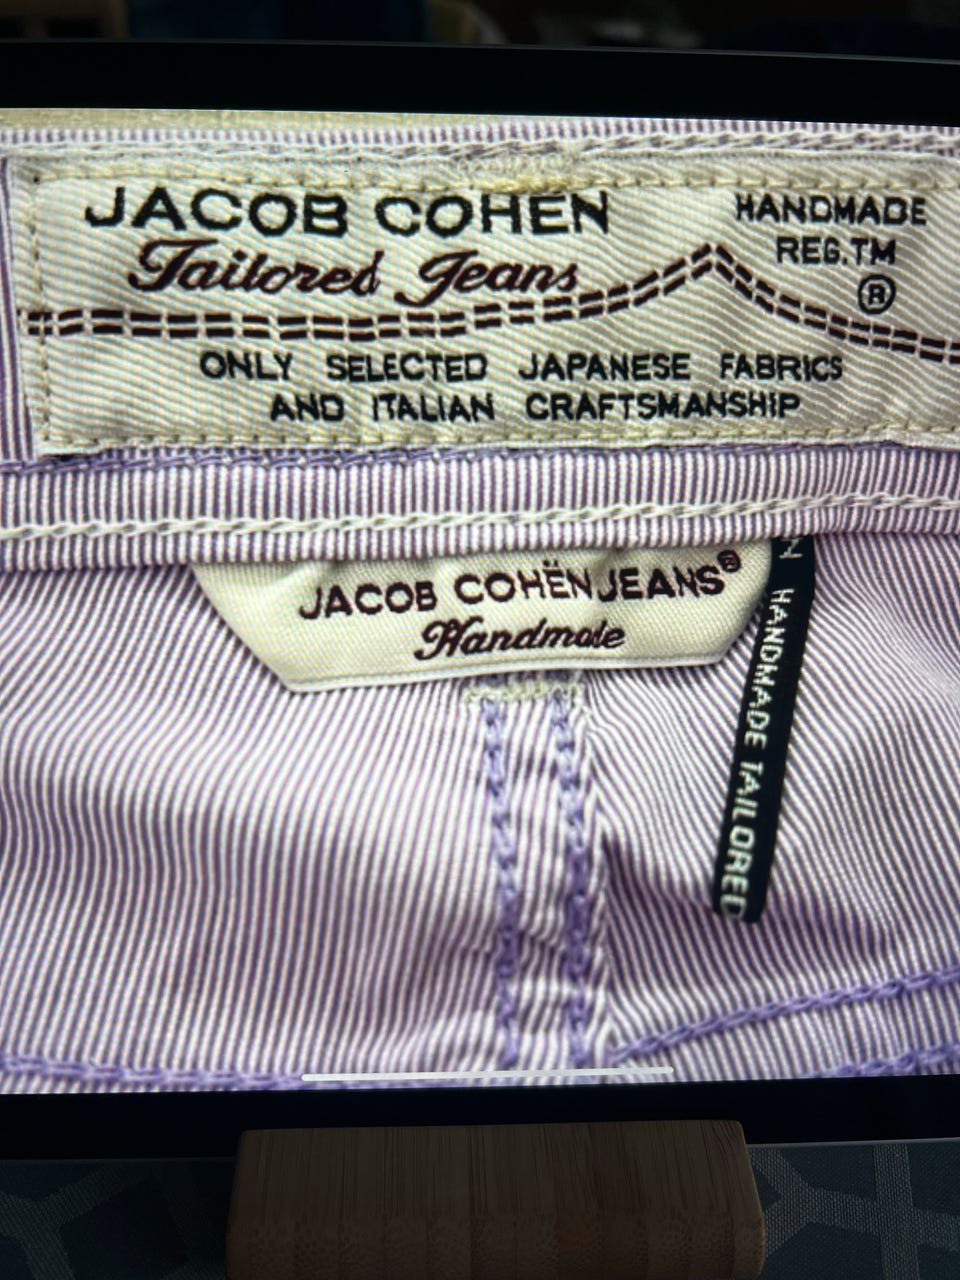 JACOB COHEN
HANDMADE
REG.TM
®
Tailored Jeans
ONLY SELECTED JAPANESE FABRICS
AND ITALIAN CRAFTSMANSHIP
JACOB COHËN JEANS®
Handmade
N HANDMADE TAILORED